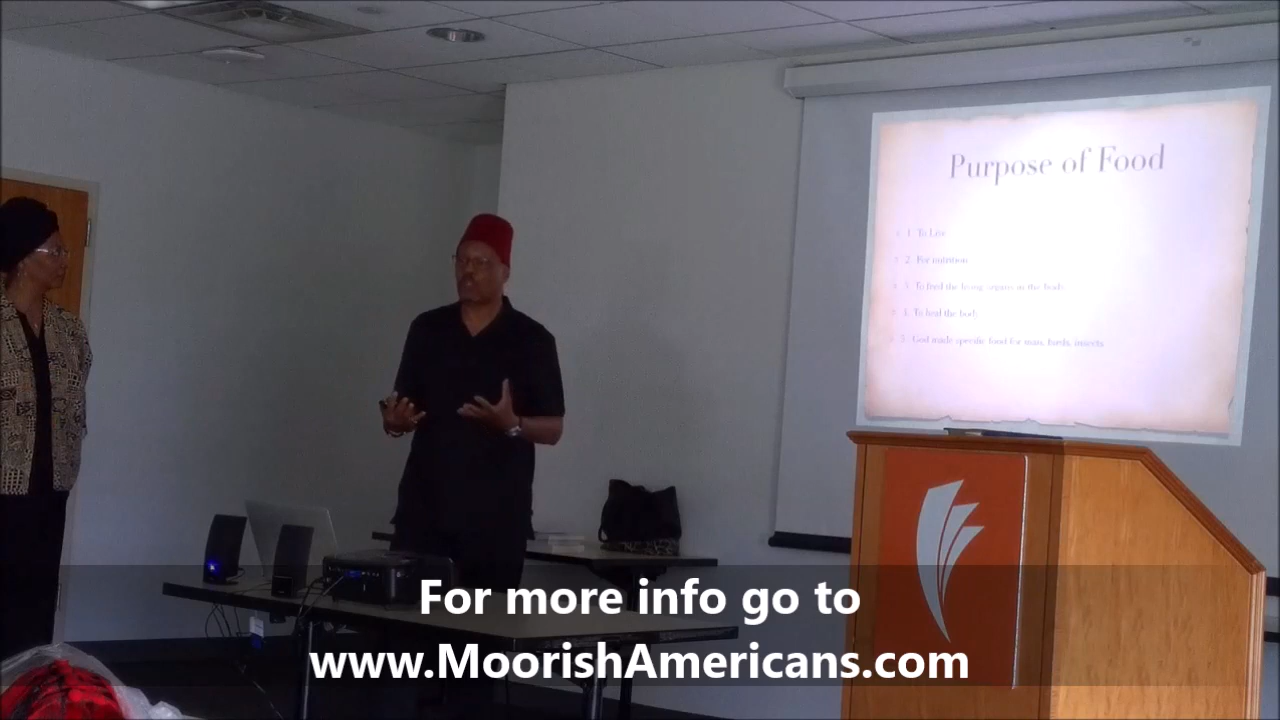 Purpose of Food
1. To Live
2. For nutrition
3. To feed the living organs in the body
4. To heal the body
5. God made specific food for man, birds, insects
For more info go to
www.MoorishAmericans.com